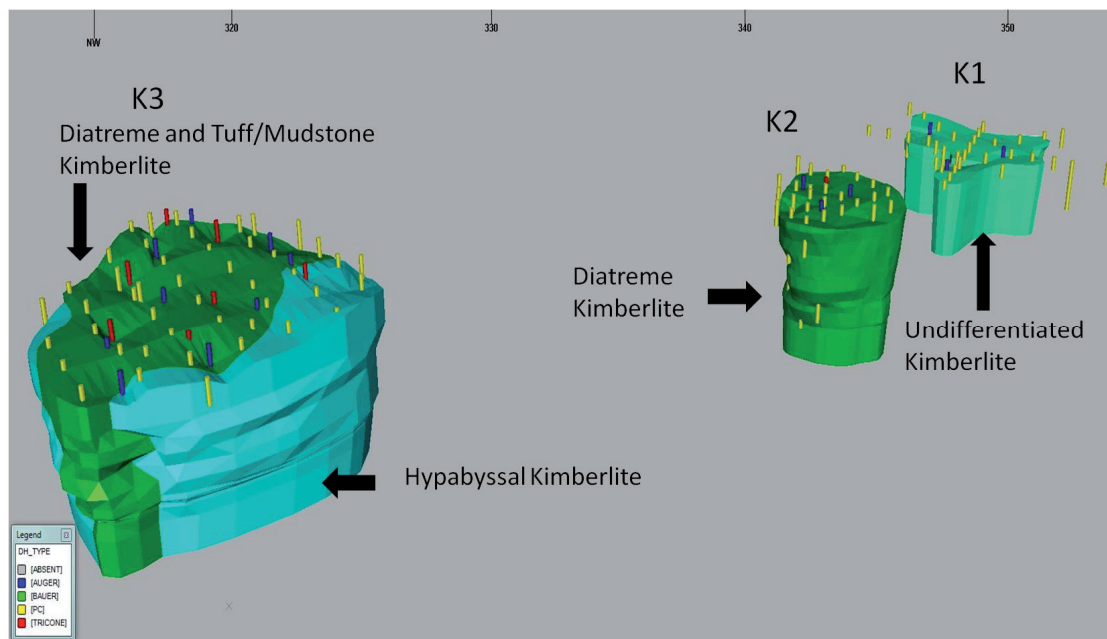 NW
320
330
340
350
K3
Diatreme and Tuff/Mudstone
Kimberlite
K1
K2
Diatreme
Kimberlite
Undifferentiated
Kimberlite
Hypabyssal Kimberlite
Legend
DH_TYPE
[ABSENT]
[AUGER]
[BAUER]
[PC]
[TRICONE]